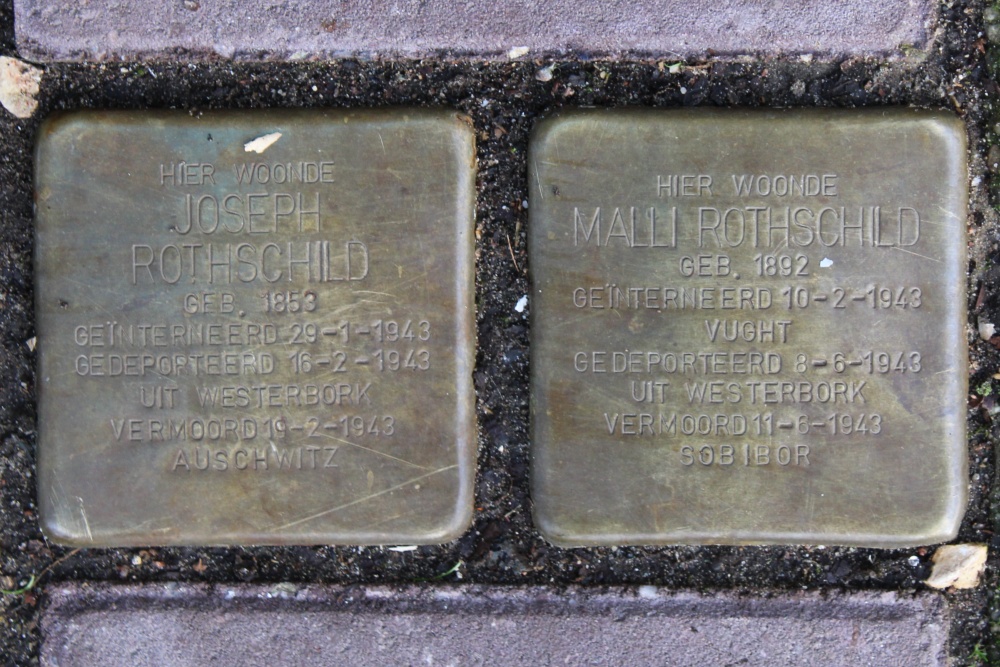 HIER WOONDE
JOSEPH
ROTHSCHILD
GEB. 1853
GEÏNTERNEERD 29-1-1943
GEDEPORTEERD 16-2-1943
UIT WESTERBORK
VERMOORD 19-2-1943
AUSCHWITZ
HIER WOONDE
MALLI ROTHSCHILD
GEB. 1892
GEÏNTERNEERD 10-2-1943
VUGHT
GEDEPORTEERD 8-6-1943
UIT WESTERBORK
VERMOORD 11-6-1943
SOBIBOR